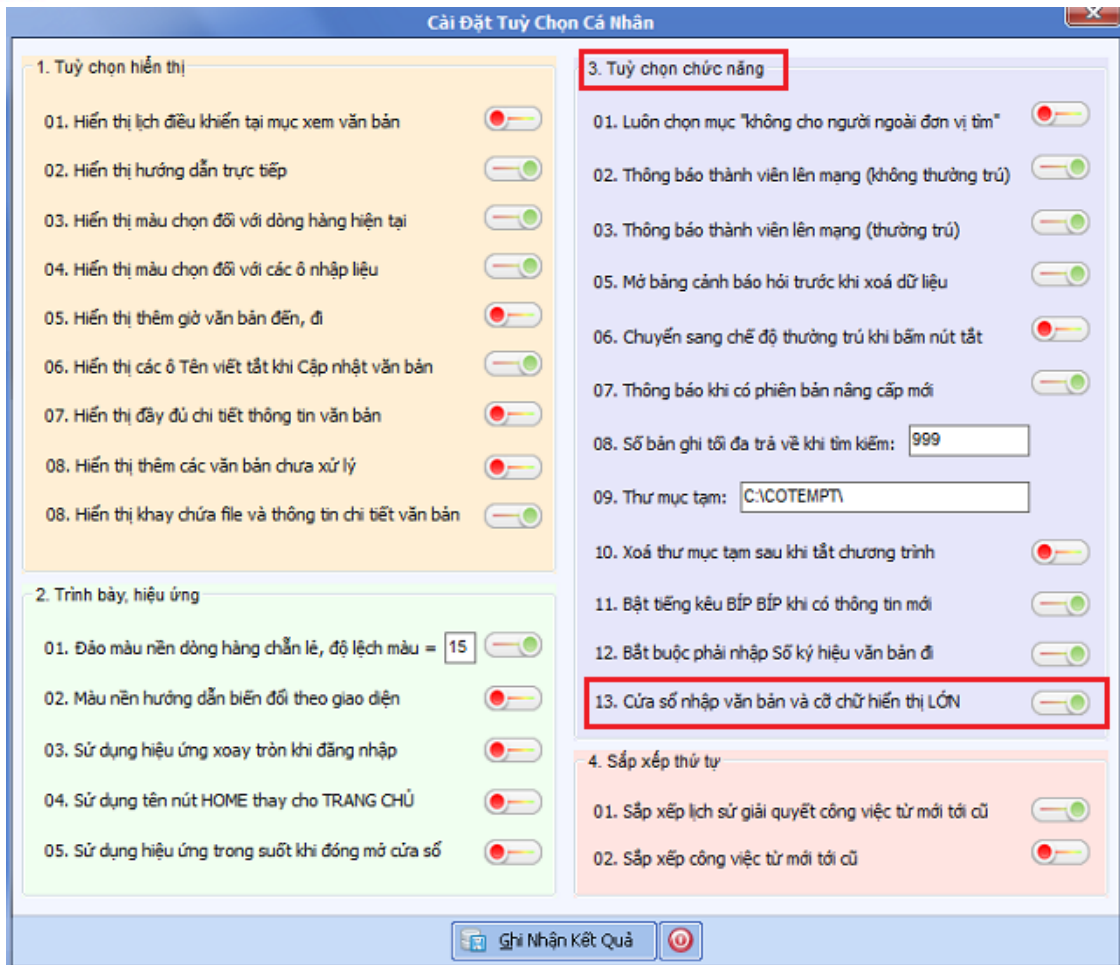 Cài Đặt Tuỳ Chọn Cá Nhân
1. Tuỳ chọn hiển thị
01. Hiển thị lịch điều khiển tại mục xem văn bản
02. Hiển thị hướng dẫn trực tiếp
03. Hiển thị màu chọn đối với dòng hàng hiện tại
04. Hiển thị màu chọn đối với các ô nhập liệu
05. Hiển thị thêm giờ văn bản đến, đi
06. Hiển thị các ô Tên viết tắt khi Cập nhật văn bản
07. Hiển thị đầy đủ chi tiết thông tin văn bản
08. Hiển thị thêm các văn bản chưa xử lý
08. Hiển thị khay chứa file và thông tin chi tiết văn bản
2. Trình bày, hiệu ứng
01. Đảo màu nền dòng hàng chẵn lẻ, độ lệch màu = 15
02. Màu nền hướng dẫn biến đổi theo giao diện
03. Sử dụng hiệu ứng xoay tròn khi đăng nhập
04. Sử dụng tên nút HOME thay cho TRANG CHỦ
05. Sử dụng hiệu ứng trong suốt khi đóng mở cửa sổ
3. Tuỳ chọn chức năng
01. Luôn chọn mục "không cho người ngoài đơn vị tìm"
02. Thông báo thành viên lên mạng (không thường trú)
03. Thông báo thành viên lên mạng (thường trú)
05. Mở bảng cảnh báo hỏi trước khi xoá dữ liệu
06. Chuyển sang chế độ thường trú khi bấm nút tắt
07. Thông báo khi có phiên bản nâng cấp mới
08. Số bản ghi tối đa trả về khi tìm kiếm: 999
09. Thư mục tạm: C:\COTEMPT\
10. Xoá thư mục tạm sau khi tắt chương trình
11. Bật tiếng kêu BÍP BÍP khi có thông tin mới
12. Bắt buộc phải nhập Số ký hiệu văn bản đi
13. Cửa sổ nhập văn bản và cỡ chữ hiển thị LỚN
4. Sắp xếp thứ tự
01. Sắp xếp lịch sử giải quyết công việc từ mới tới cũ
02. Sắp xếp công việc từ mới tới cũ
Ghi Nhận Kết Quả